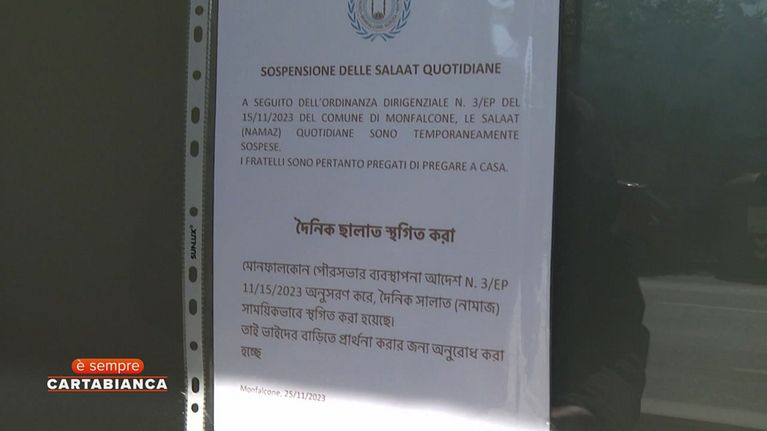 SOSPENSIONE DELLE SALAAT QUOTIDIANE
A SEGUITO DELL'ORDINANZA DIRIGENZIALE N. 3/EP DEL
15/11/2023 DEL COMUNE DI MONFALCONE, LE SALAAT
(NAMAZ) QUOTIDIANE SONO TEMPORANEAMENTE
SOSPESE.
I FRATELLI SONO PERTANTO PREGATI DI PREGARE A CASA.
দৈনিক ছালাত স্থগিত করা
মোনফালকোন পৌরসভার ব্যবস্থাপনা আদেশ N. 3/EP
11/15/2023 অনুসরণ করে, দৈনিক সালাত (নামাজ)
সাময়িকভাবে স্থগিত করা হয়েছে।
তাই ভাইদের বাড়িতে প্রার্থনা করার জন্য অনুরোধ করা
হচ্ছে
Monfalcone, 25/11/2023
SUNLUX
è sempre
CARTABIANCA